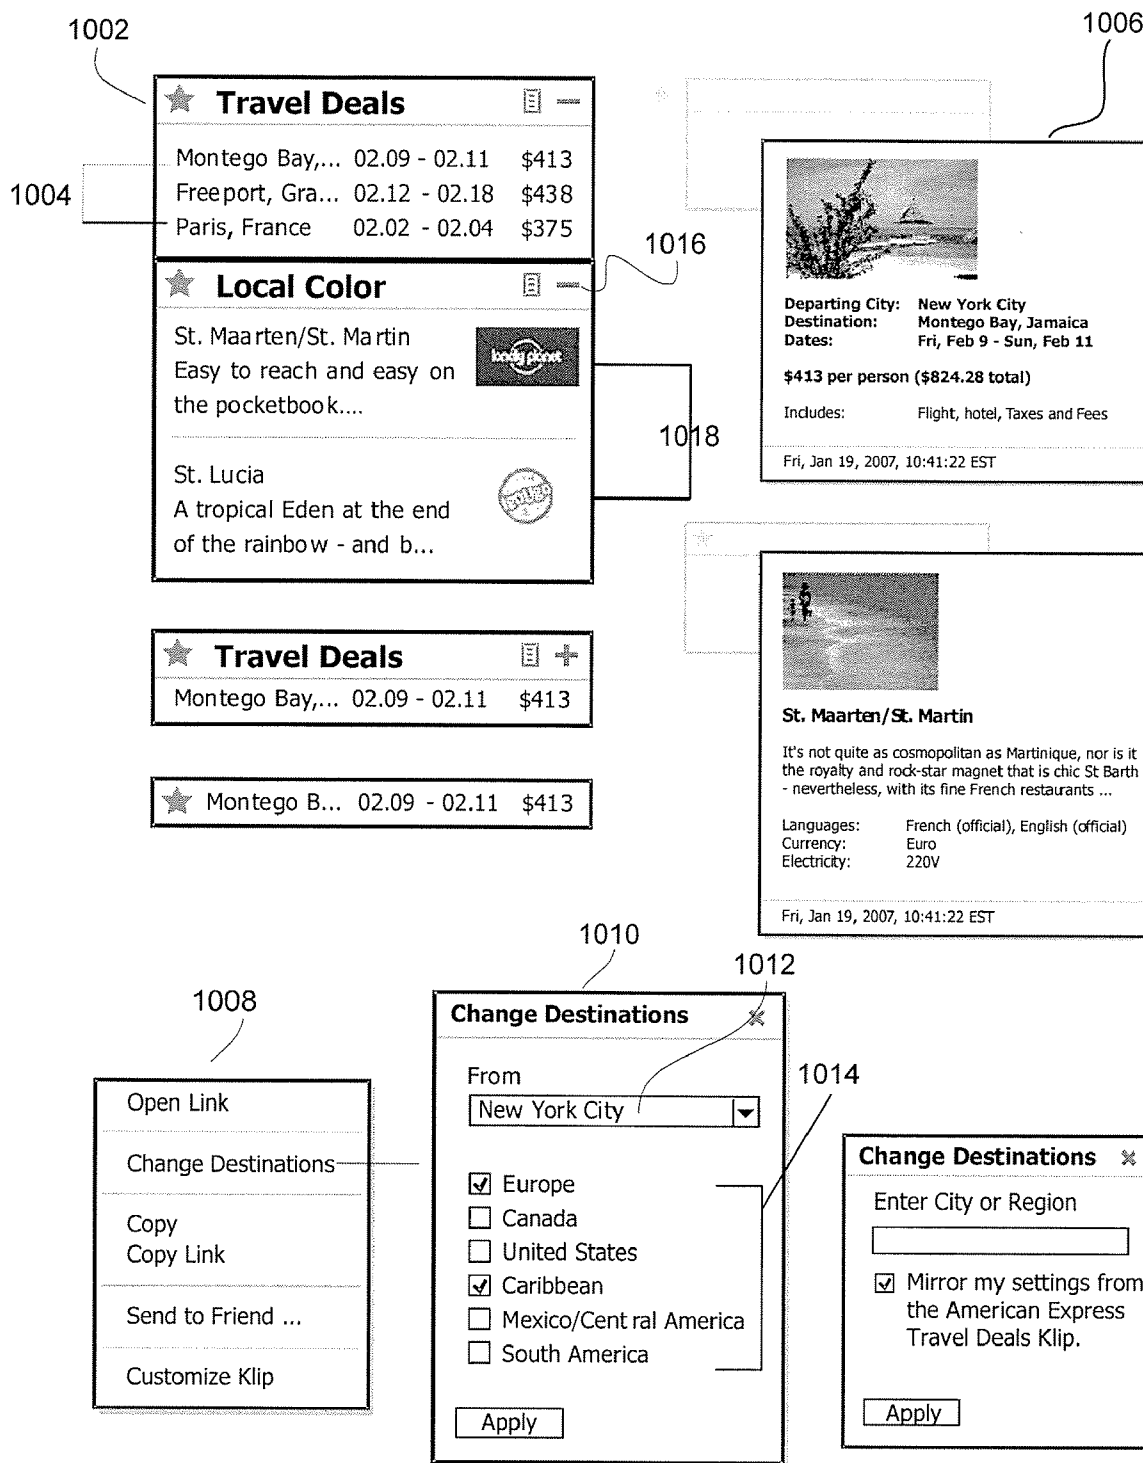 1002
1006
Travel Deals
Montego Bay,... 02.09 - 02.11 $413
Freeport, Gra... 02.12 - 02.18 $438
Paris, France 02.02 - 02.04 $375
1004
1016
Local Color
St. Maarten/St. Martin
Easy to reach and easy on
the pocketbook....
lonely planet
1018
St. Lucia
A tropical Eden at the end
of the rainbow - and b...
Departing City: New York City
Destination: Montego Bay, Jamaica
Dates: Fri, Feb 9 - Sun, Feb 11
$413 per person ($824.28 total)
Includes: Flight, hotel, Taxes and Fees
Fri, Jan 19, 2007, 10:41:22 EST
Travel Deals
Montego Bay,... 02.09 - 02.11 $413
Montego B... 02.09 - 02.11 $413
St. Maarten/St. Martin
It's not quite as cosmopolitan as Martinique, nor is it
the royalty and rock-star magnet that is chic St Barth
- nevertheless, with its fine French restaurants ...
Languages: French (official), English (official)
Currency: Euro
Electricity: 220V
Fri, Jan 19, 2007, 10:41:22 EST
1008
Open Link
Change Destinations
Copy
Copy Link
Send to Friend ...
Customize Klip
1010
1012
Change Destinations
From
New York City
1014
Europe
Canada
United States
Caribbean
Mexico/Central America
South America
Apply
Change Destinations
Enter City or Region
Mirror my settings from
the American Express
Travel Deals Klip.
Apply